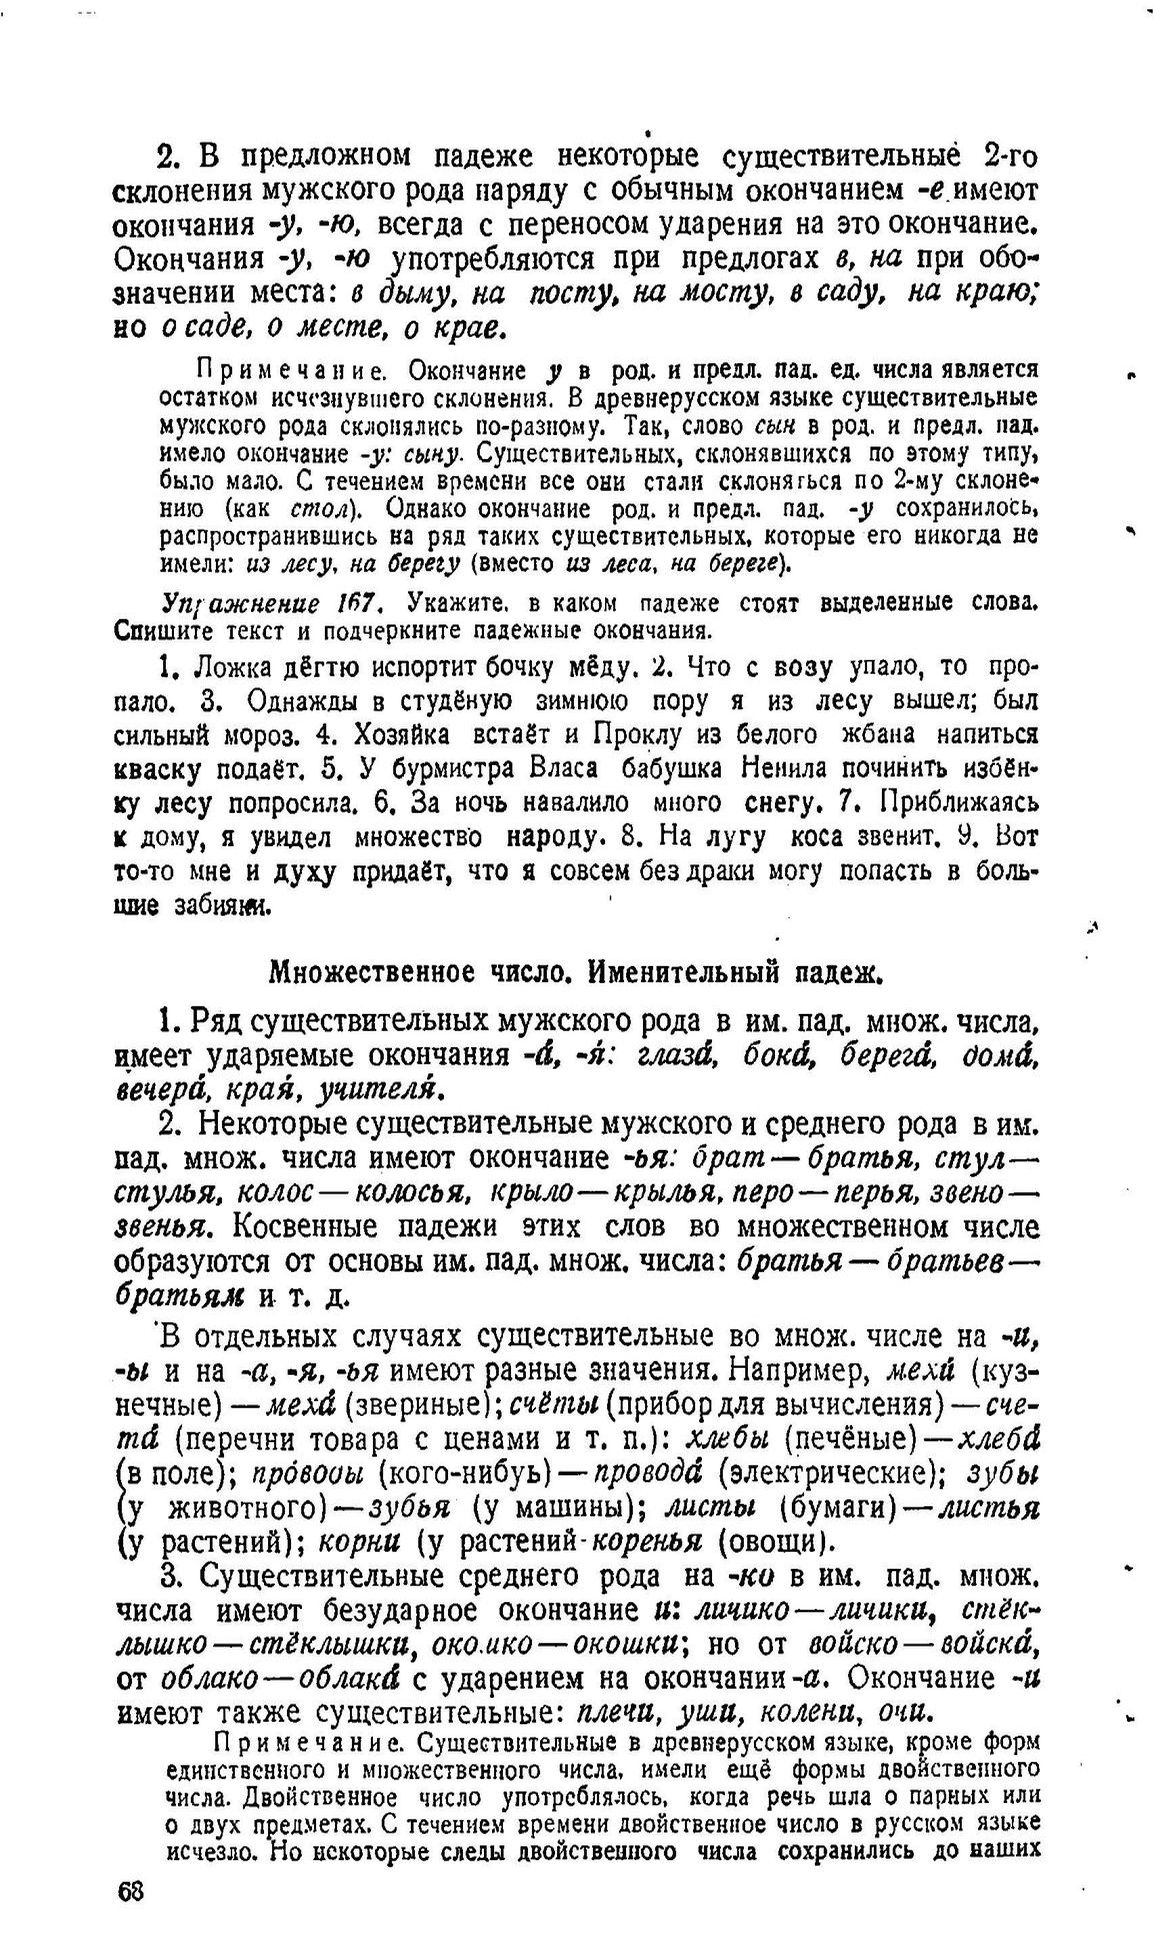 2. В предложном падеже некоторые существительные 2-го
склонения мужского рода наряду с обычным окончанием -е имеют
окончания -у, -ю, всегда с переносом ударения на это окончание.
Окончания -у, -ю употребляются при предлогах в, на при обо-
значении места: в дыму, на посту, на мосту, в саду, на краю;
но о саде, о месте, о крае.
Примечание. Окончание у в род. и предл. пад. ед. числа является
остатком исчезнувшего склонения. В древнерусском языке существительные
мужского рода склонялись по-разному. Так, слово сын в род. и предл. пад.
имело окончание -у: сыну. Существительных, склонявшихся по этому типу,
было мало. С течением времени все они стали склоняться по 2-му склоне-
нию (как стол). Однако окончание род. и предл. пад. -у сохранилось,
распространившись на ряд таких существительных, которые его никогда не
имели: из лесу, на берегу (вместо из леса, на береге).
Упражнение 167. Укажите, в каком падеже стоят выделенные слова.
Спишите текст и подчеркните падежные окончания.
1. Ложка дёгтю испортит бочку мёду. 2. Что с возу упало, то про-
пало. 3. Однажды в студёную зимнюю пору я из лесу вышел; был
сильный мороз. 4. Хозяйка встаёт и Проклу из белого жбана напиться
кваску подаёт. 5. У бурмистра Власа бабушка Ненила починить избён-
ку лесу попросила. 6. За ночь навалило много снегу. 7. Приближаясь
к дому, я увидел множество народу. 8. На лугу коса звенит. 9. Вот
то-то мне и духу придаёт, что я совсем без драки могу попасть в боль-
шие забияки.
Множественное число. Именительный падеж.
1. Ряд существительных мужского рода в им. пад. множ. числа,
имеет ударяемые окончания -á, -я́: глазá, бокá, берегá, домá,
вечерá, края́, учителя́.
2. Некоторые существительные мужского и среднего рода в им.
пад. множ. числа имеют окончание -ья: брат — братья, стул —
стулья, колос — колосья, крыло — крылья, перо — перья, звено —
звенья. Косвенные падежи этих слов во множественном числе
образуются от основы им. пад. множ. числа: братья — братьев —
братьям и т. д.
В отдельных случаях существительные во множ. числе на -и,
-ы и на -а, -я, -ья имеют разные значения. Например, мехи́ (куз-
нечные) — мехá (звериные); счёты (прибор для вычисления) — сче-
тá (перечни товара с ценами и т. п.): хлебы (печёные) — хлебá
(в поле); прóводы (кого-нибуь) — проводá (электрические); зубы
(у животного) — зубья (у машины); листы (бумаги) — листья
(у растений); корни (у растений-коренья (овощи).
3. Существительные среднего рода на -ко в им. пад. множ.
числа имеют безударное окончание и: личико — личики, стёк-
лышко — стёклышки, окошко — окошки; но от войско — войскá,
от облако — облакá с ударением на окончании -а. Окончание -и
имеют также существительные: плечи, уши, колени, очи.
Примечание. Существительные в древнерусском языке, кроме форм
единственного и множественного числа, имели ещё формы двойственного
числа. Двойственное число употреблялось, когда речь шла о парных или
о двух предметах. С течением времени двойственное число в русском языке
исчезло. Но некоторые следы двойственного числа сохранились до наших
68